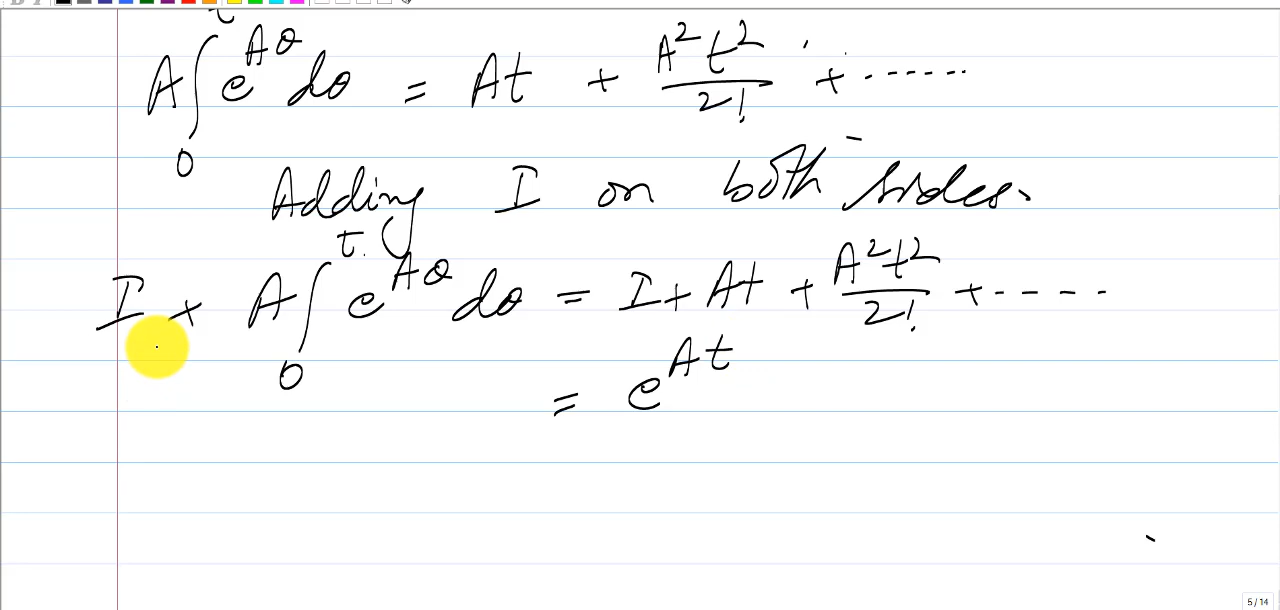 t
A∫ e^{Aθ} dθ = At + A²t²/2! + ......
0
Adding I on both sides.
t
I + A∫ e^{Aθ} dθ = I + At + A²t²/2! + ....
0
= e^{At}
5 / 14